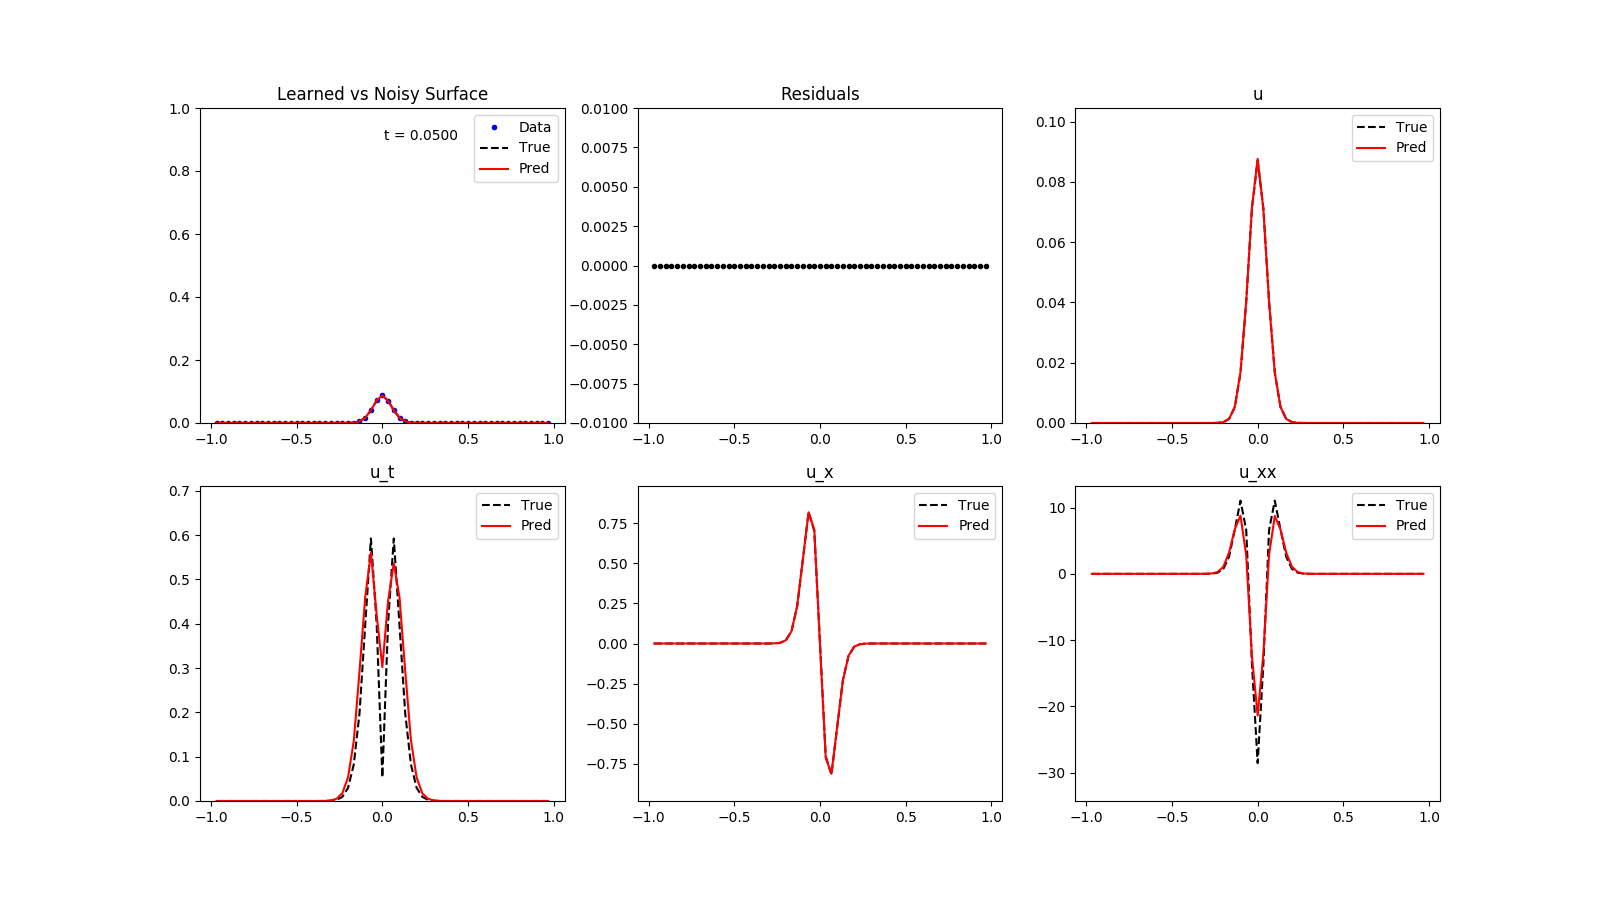 Learned vs Noisy Surface
1.0
0.8
0.6
0.4
0.2
0.0
−1.0 −0.5 0.0 0.5 1.0
t = 0.0500
Data
True
Pred
Residuals
0.0100
0.0075
0.0050
0.0025
0.0000
−0.0025
−0.0050
−0.0075
−0.0100
−1.0 −0.5 0.0 0.5 1.0
u
0.10
0.08
0.06
0.04
0.02
0.00
−1.0 −0.5 0.0 0.5 1.0
True
Pred
u_t
0.7
0.6
0.5
0.4
0.3
0.2
0.1
0.0
−1.0 −0.5 0.0 0.5 1.0
True
Pred
u_x
0.75
0.50
0.25
0.00
−0.25
−0.50
−0.75
−1.0 −0.5 0.0 0.5 1.0
True
Pred
u_xx
10
0
−10
−20
−30
−1.0 −0.5 0.0 0.5 1.0
True
Pred